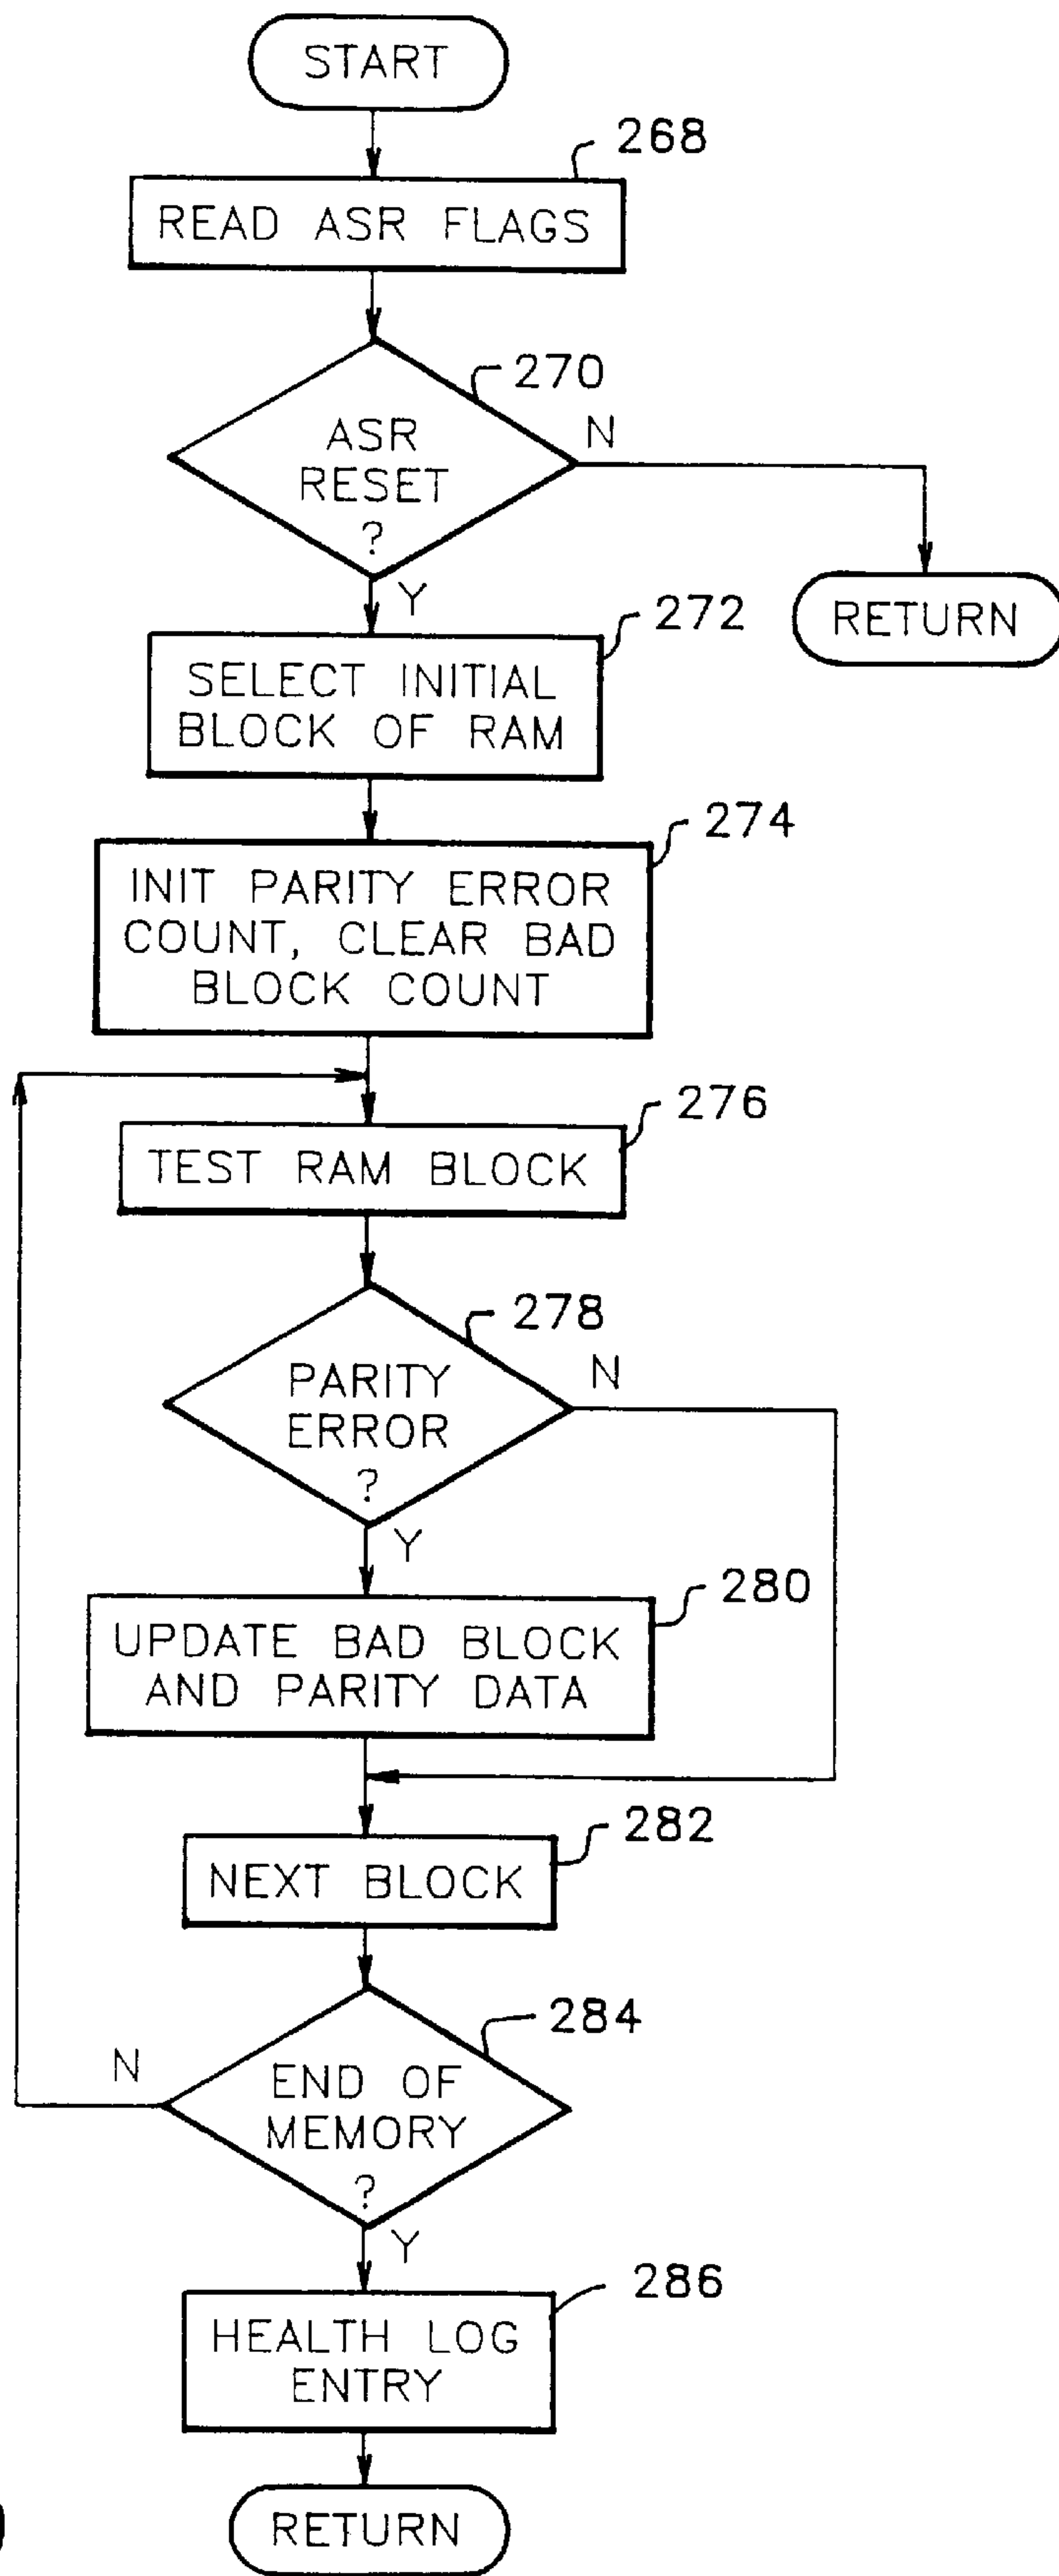 START
268
READ ASR FLAGS
270
ASR
RESET
?
N
Y
RETURN
272
SELECT INITIAL
BLOCK OF RAM
274
INIT PARITY ERROR
COUNT, CLEAR BAD
BLOCK COUNT
276
TEST RAM BLOCK
278
PARITY
ERROR
?
N
Y
280
UPDATE BAD BLOCK
AND PARITY DATA
282
NEXT BLOCK
284
END OF
MEMORY
?
N
Y
286
HEALTH LOG
ENTRY
RETURN